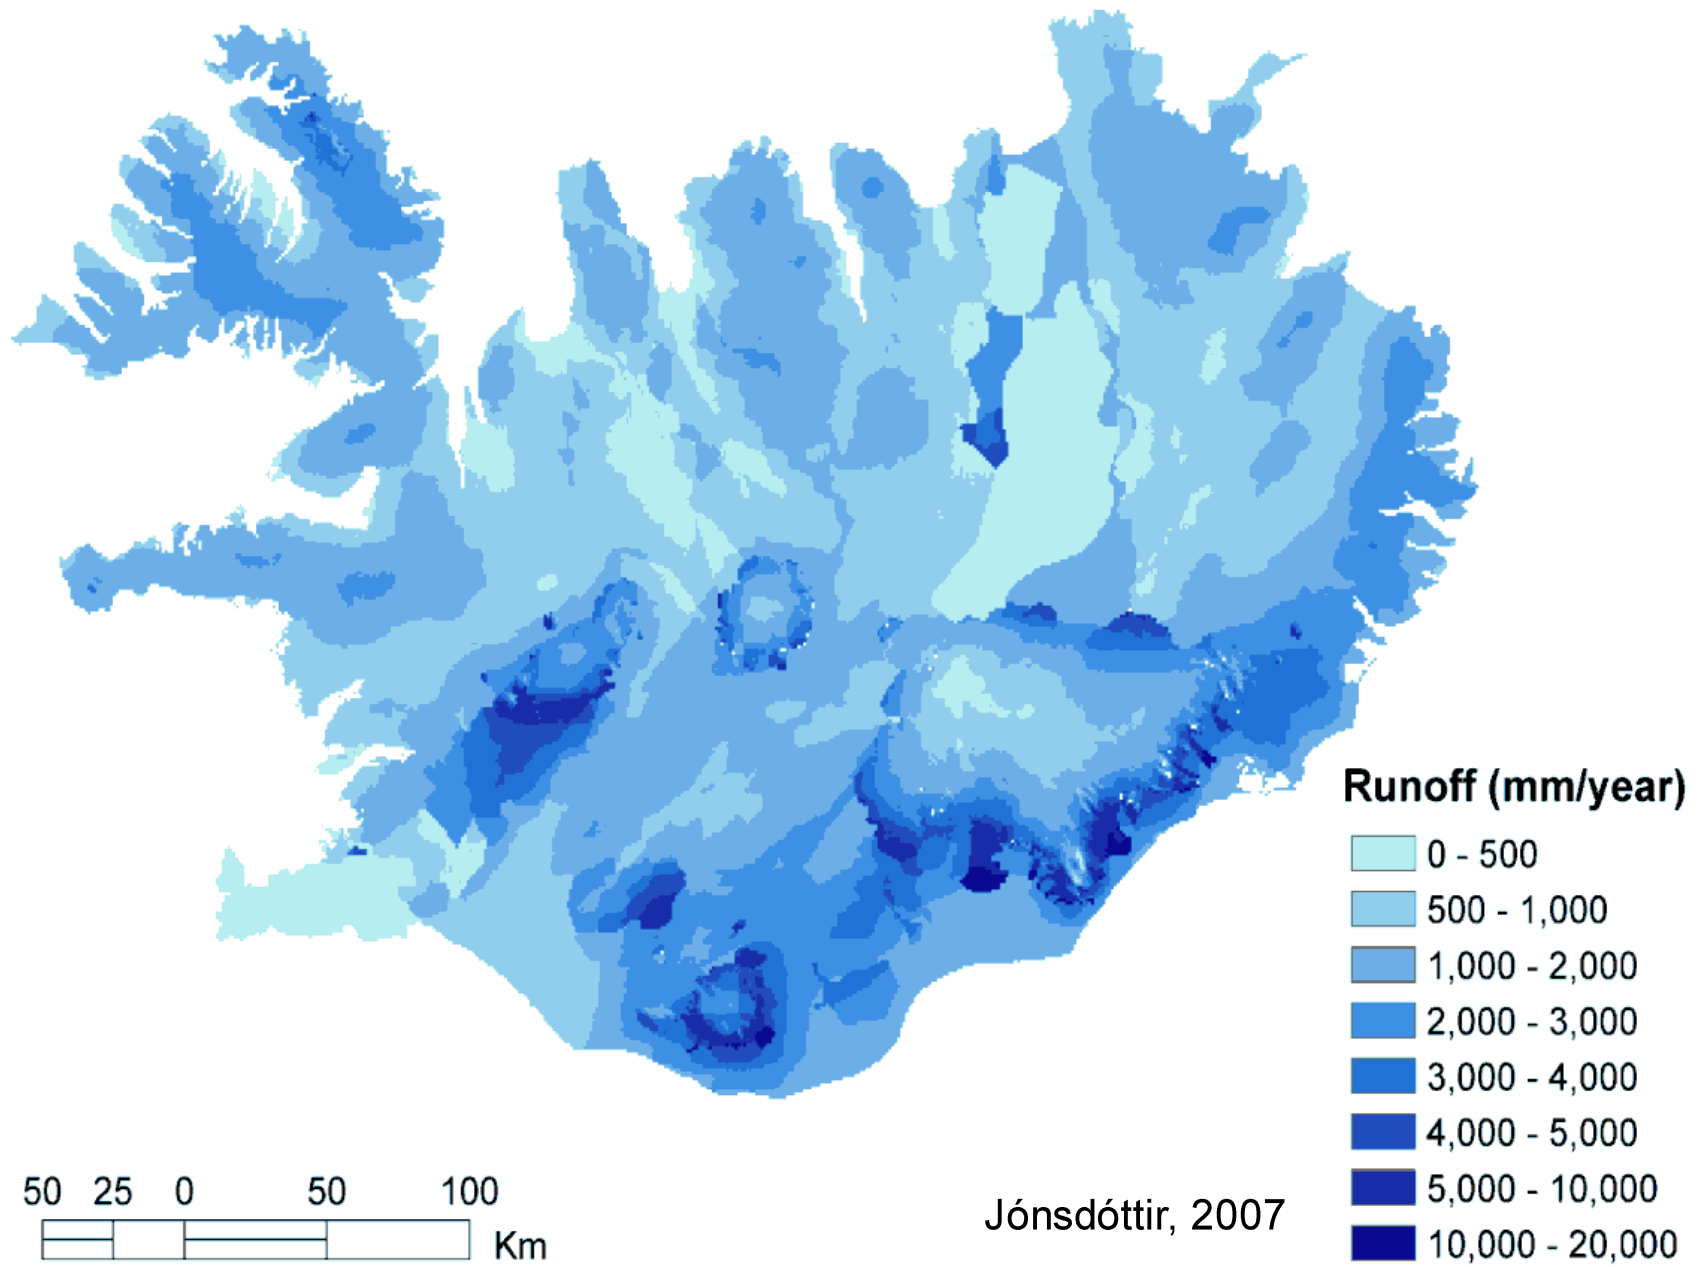 Runoff (mm/year)
0 - 500
500 - 1,000
1,000 - 2,000
2,000 - 3,000
3,000 - 4,000
4,000 - 5,000
5,000 - 10,000
10,000 - 20,000
50 25 0 50 100
Km
Jónsdóttir, 2007